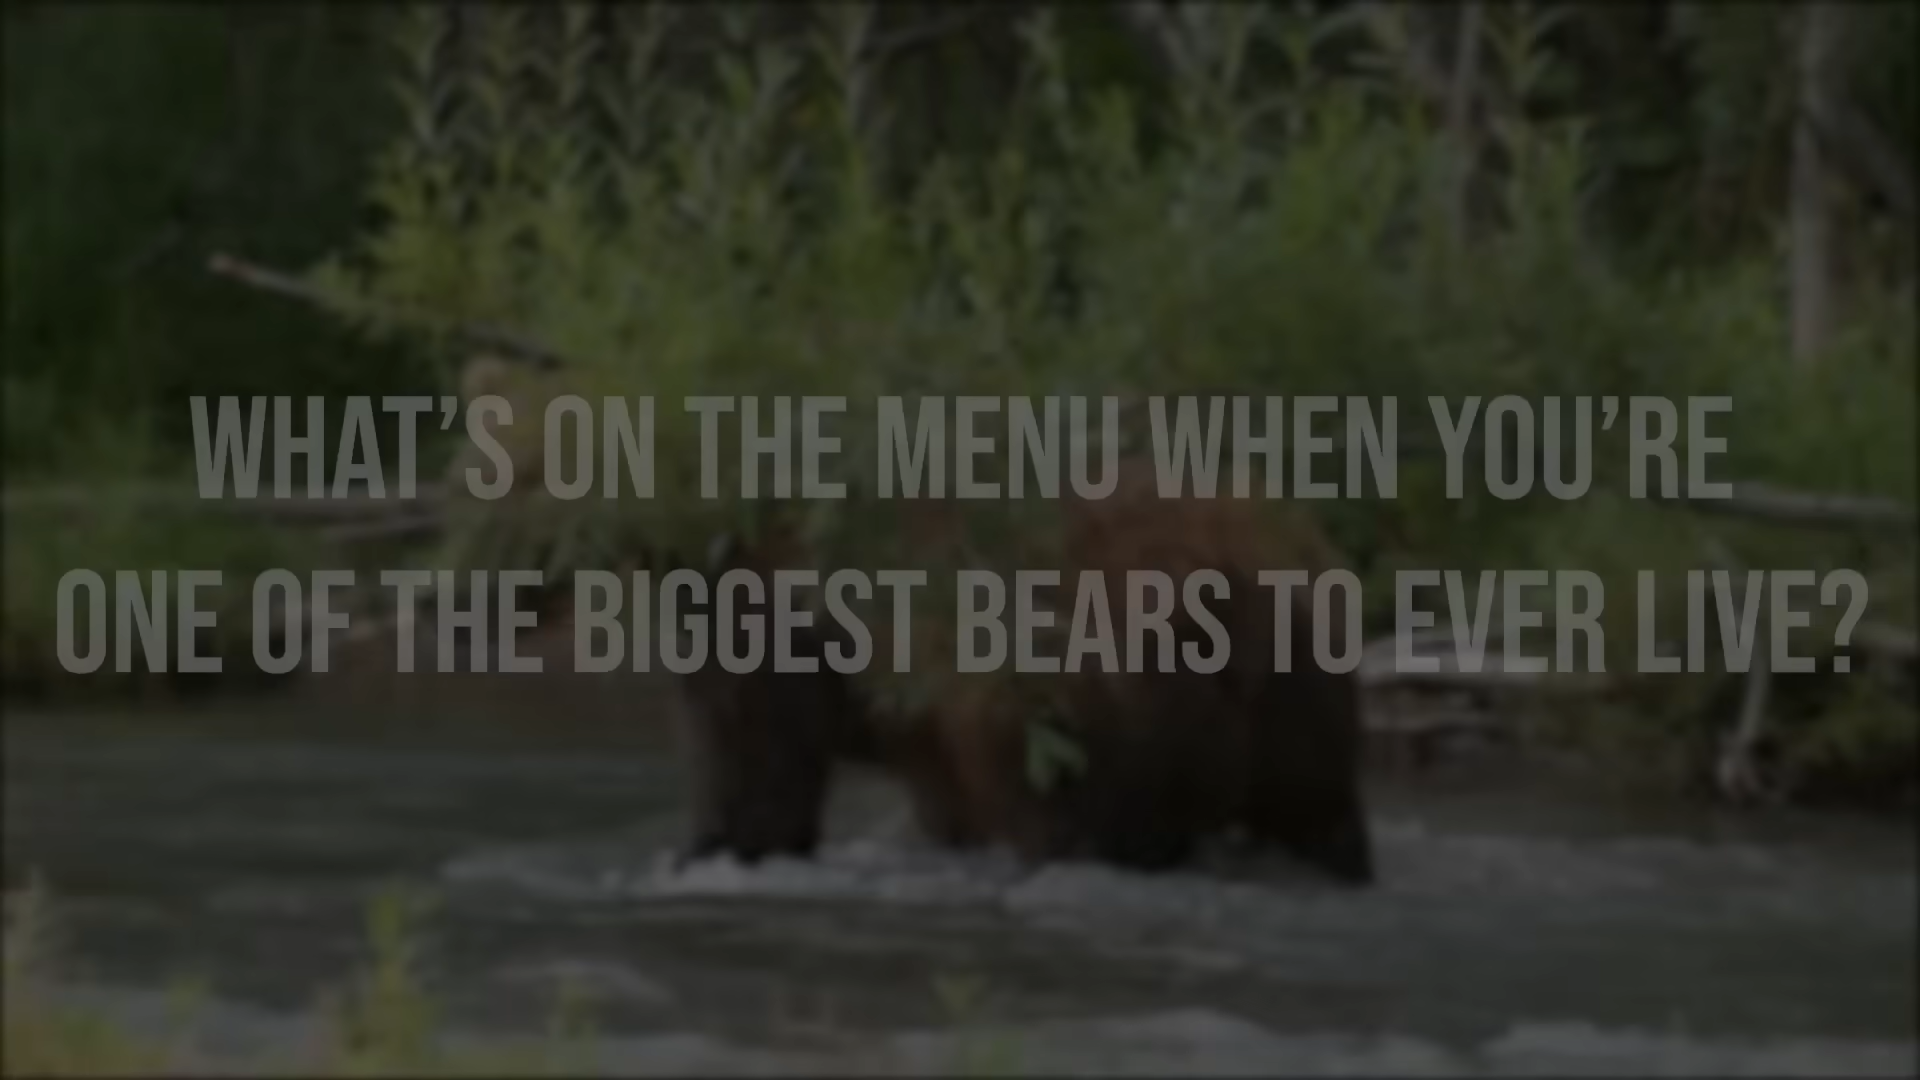 WHAT’S ON THE MENU WHEN YOU’RE
ONE OF THE BIGGEST BEARS TO EVER LIVE?